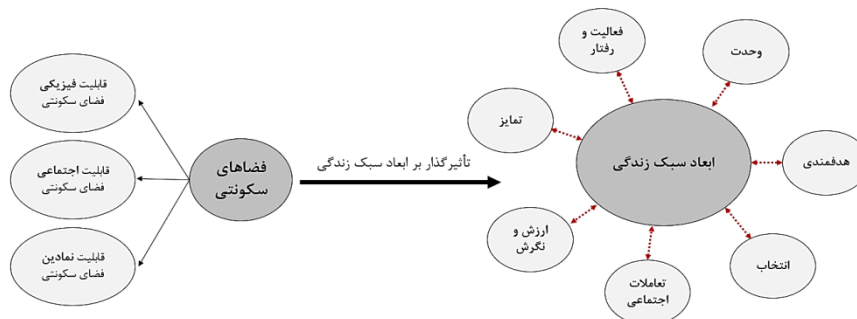 قابلیت فیزیکی
فضای سکونتی
قابلیت اجتماعی
فضای سکونتی
قابلیت نمادین
فضای سکونتی
فضاهای
سکونتی
تأثیرگذار بر ابعاد سبک زندگی
ابعاد سبک زندگی
فعالیت و
رفتار
وحدت
تمایز
هدفمندی
ارزش و
نگرش
تعاملات
اجتماعی
انتخاب